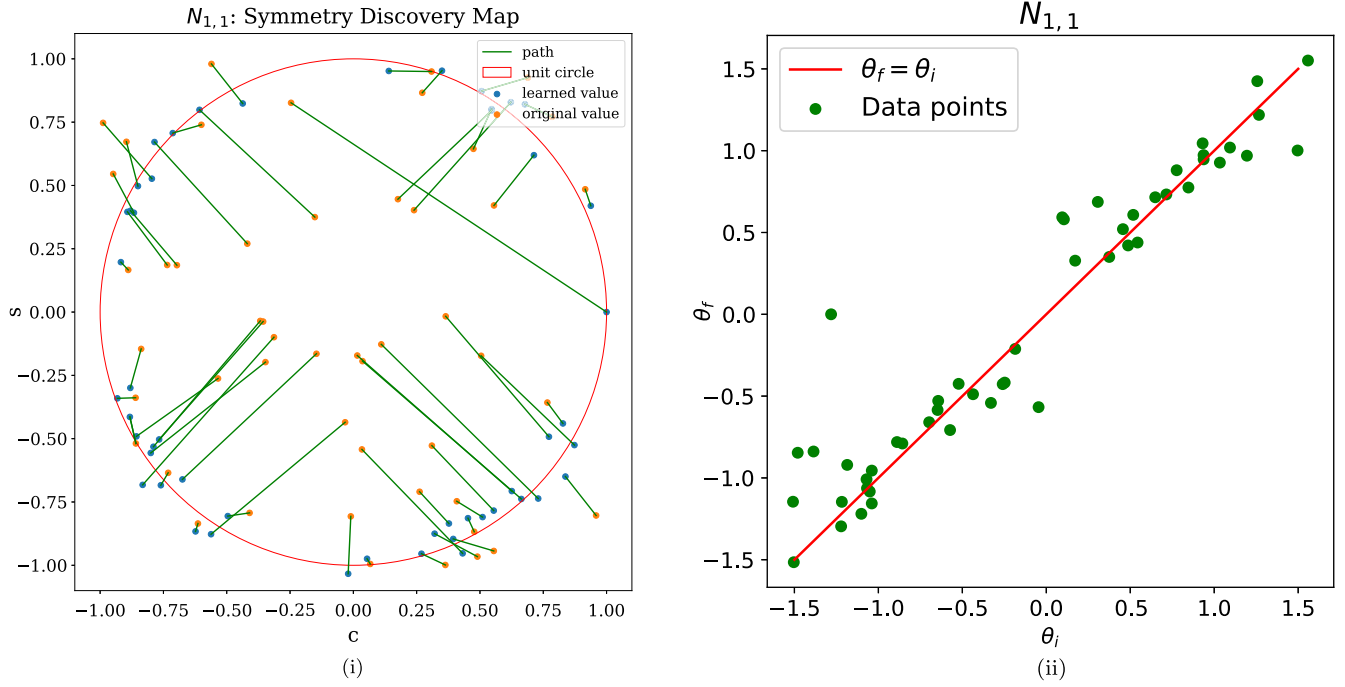 N₁,₁: Symmetry Discovery Map
path
unit circle
learned value
original value
1.00
0.75
0.50
0.25
0.00
−0.25
−0.50
−0.75
−1.00
s
−1.00 −0.75 −0.50 −0.25 0.00 0.25 0.50 0.75 1.00
c
(i)
N₁,₁
θf = θi
Data points
1.5
1.0
0.5
0.0
−0.5
−1.0
−1.5
θf
−1.5 −1.0 −0.5 0.0 0.5 1.0 1.5
θi
(ii)